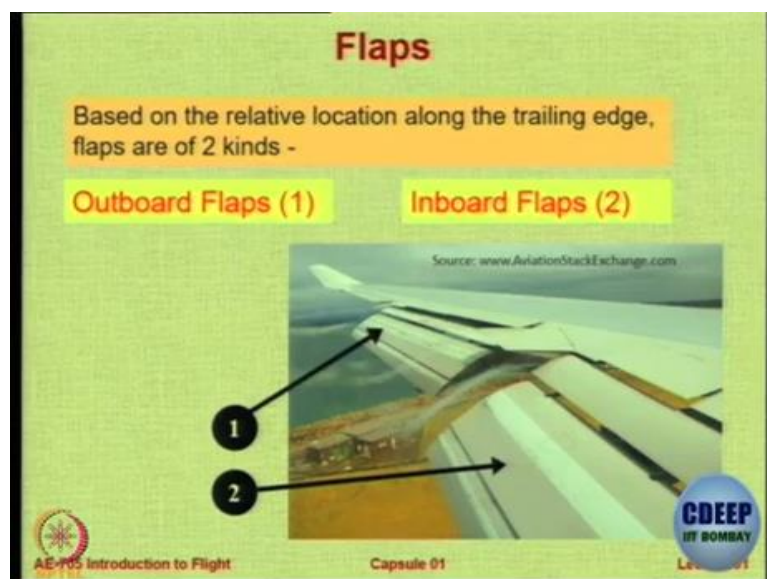 Flaps
Based on the relative location along the trailing edge,
flaps are of 2 kinds -
Outboard Flaps (1)
Inboard Flaps (2)
Source: www.AviationStackExchange.com
1
2
CDEEP
IIT BOMBAY
NPTEL
AE-705 Introduction to Flight
Capsule 01